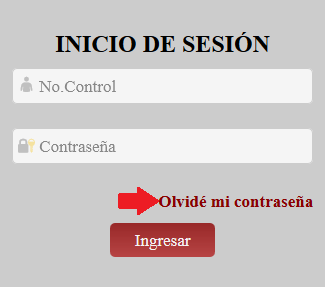 INICIO DE SESIÓN
No.Control
Contraseña
Olvidé mi contraseña
Ingresar